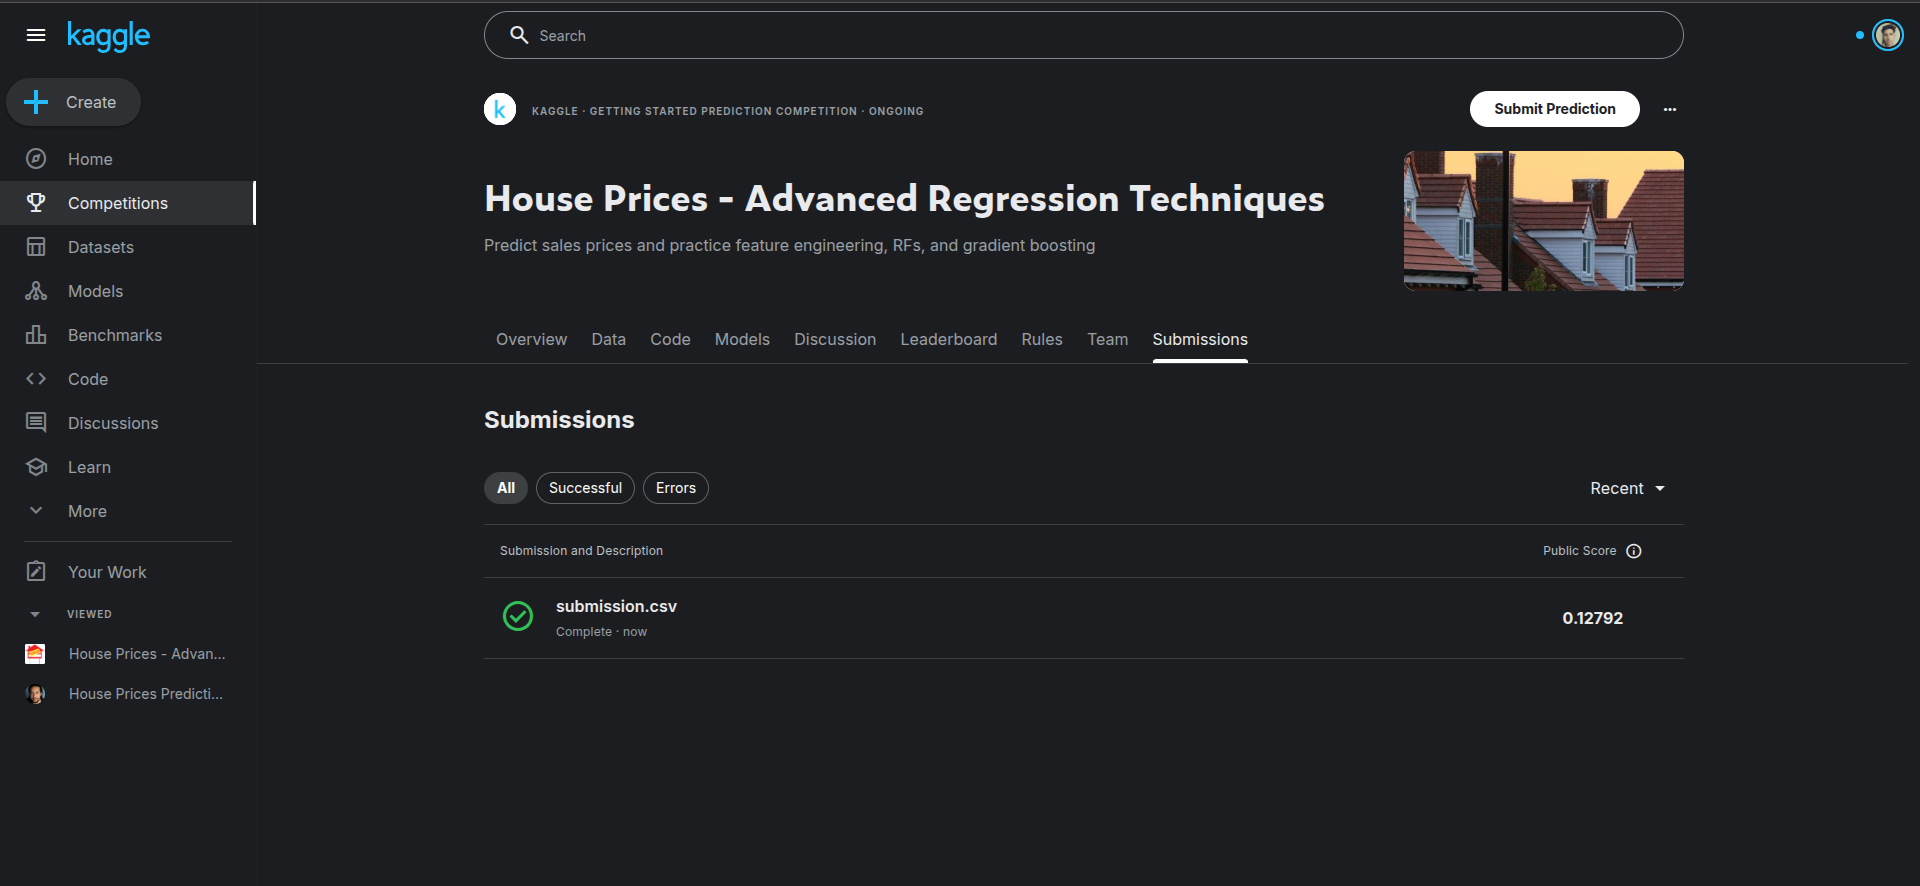 kaggle
Search
Create
Home
Competitions
Datasets
Models
Benchmarks
Code
Discussions
Learn
More
Your Work
VIEWED
House Prices - Advan...
House Prices Predicti...
k
KAGGLE · GETTING STARTED PREDICTION COMPETITION · ONGOING
Submit Prediction
House Prices - Advanced Regression Techniques
Predict sales prices and practice feature engineering, RFs, and gradient boosting
Overview Data Code Models Discussion Leaderboard Rules Team Submissions
Submissions
All Successful Errors Recent
Submission and Description Public Score
submission.csv
Complete · now
0.12792